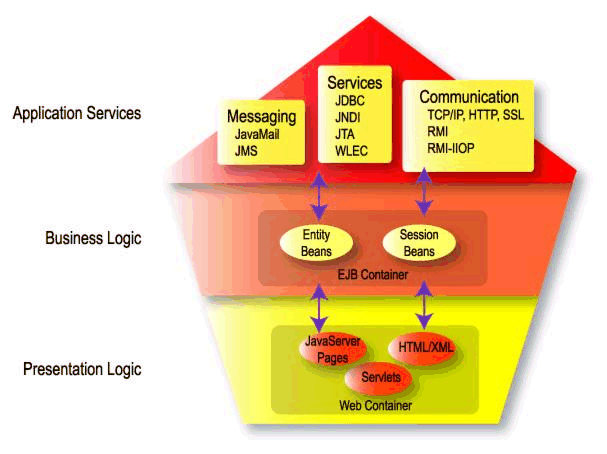 Application Services
Messaging
JavaMail
JMS
Services
JDBC
JNDI
JTA
WLEC
Communication
TCP/IP, HTTP, SSL
RMI
RMI-IIOP
Business Logic
Entity
Beans
Session
Beans
EJB Container
Presentation Logic
JavaServer
Pages
HTML/XML
Servlets
Web Container